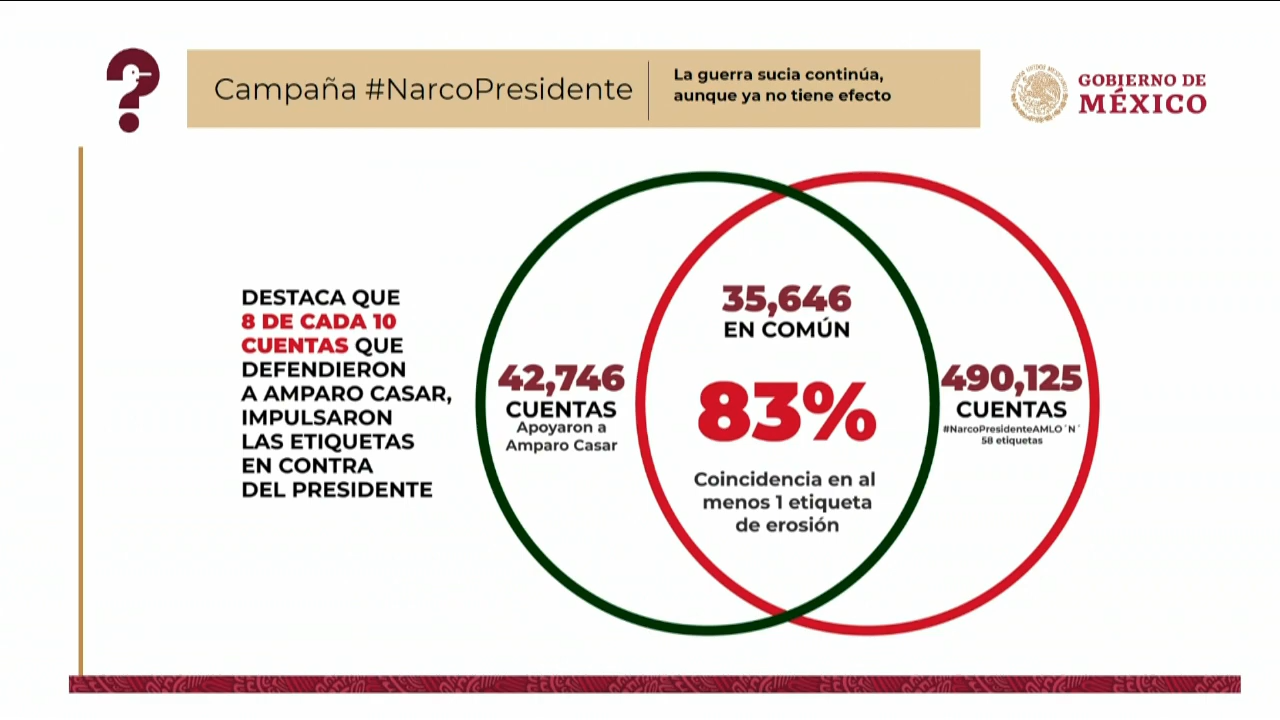 Campaña #NarcoPresidente
La guerra sucia continúa,
aunque ya no tiene efecto
GOBIERNO DE
MÉXICO
DESTACA QUE
8 DE CADA 10
CUENTAS QUE
DEFENDIERON
A AMPARO CASAR,
IMPULSARON
LAS ETIQUETAS
EN CONTRA
DEL PRESIDENTE
42,746
CUENTAS
Apoyaron a
Amparo Casar
35,646
EN COMÚN
83%
Coincidencia en al
menos 1 etiqueta
de erosión
490,125
CUENTAS
#NarcoPresidenteAMLO´N´
58 etiquetas